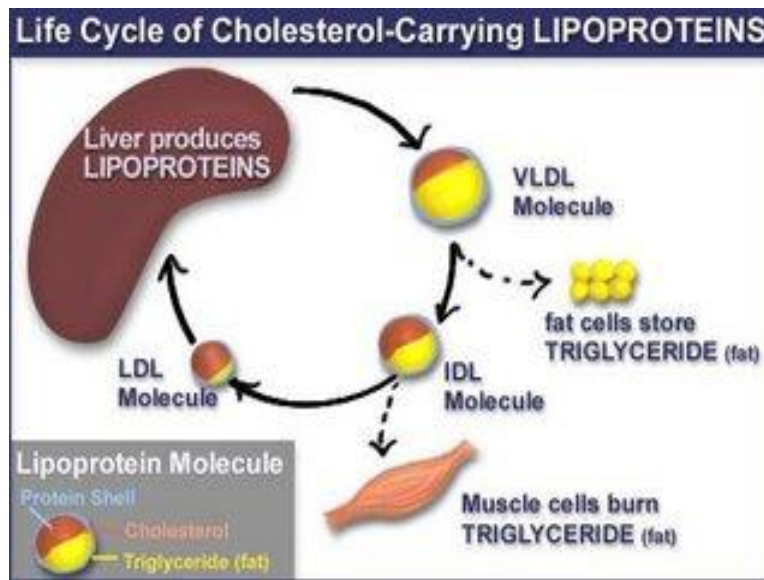 Life Cycle of Cholesterol-Carrying LIPOPROTEINS
Liver produces
LIPOPROTEINS
VLDL
Molecule
fat cells store
TRIGLYCERIDE (fat)
LDL
Molecule
IDL
Molecule
Muscle cells burn
TRIGLYCERIDE (fat)
Lipoprotein Molecule
Protein Shell
Cholesterol
Triglyceride (fat)